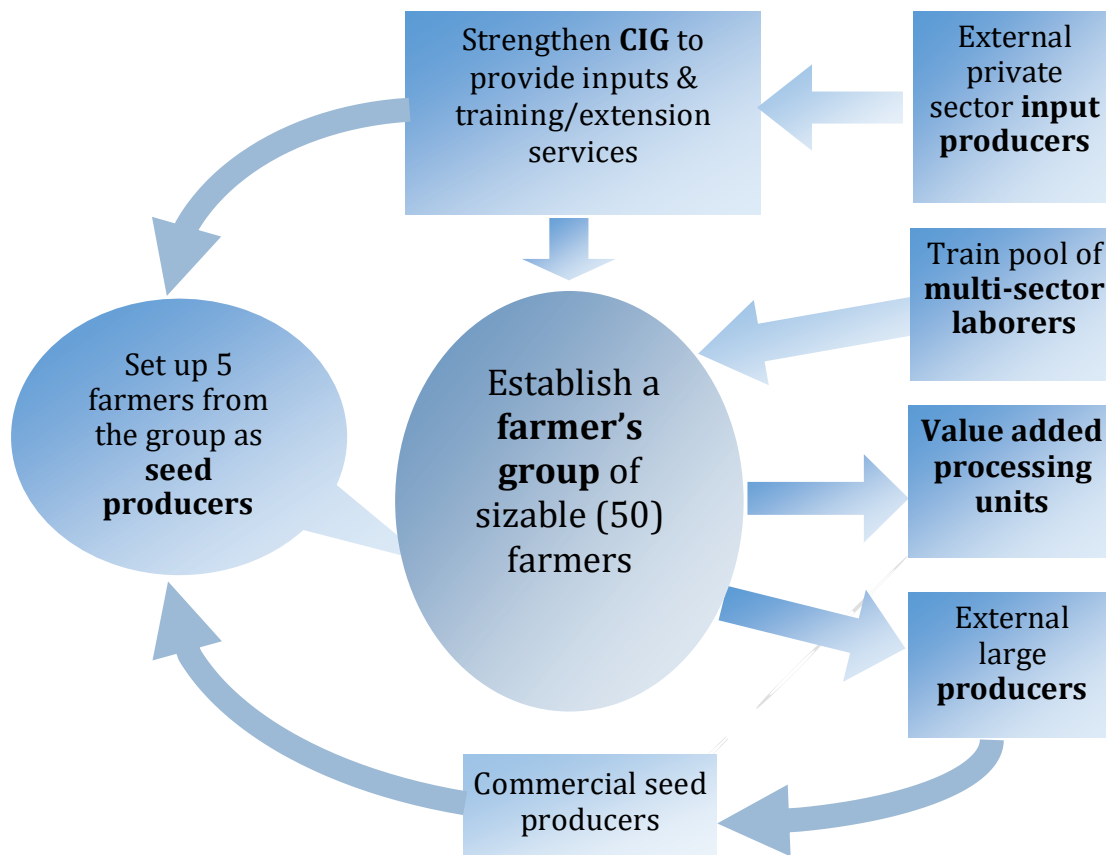 Strengthen CIG to
provide inputs &
training/extension
services
External
private
sector input
producers
Train pool of
multi-sector
laborers
Set up 5
farmers from
the group as
seed
producers
Establish a
farmer’s
group of
sizable (50)
farmers
Value added
processing
units
External
large
producers
Commercial seed
producers